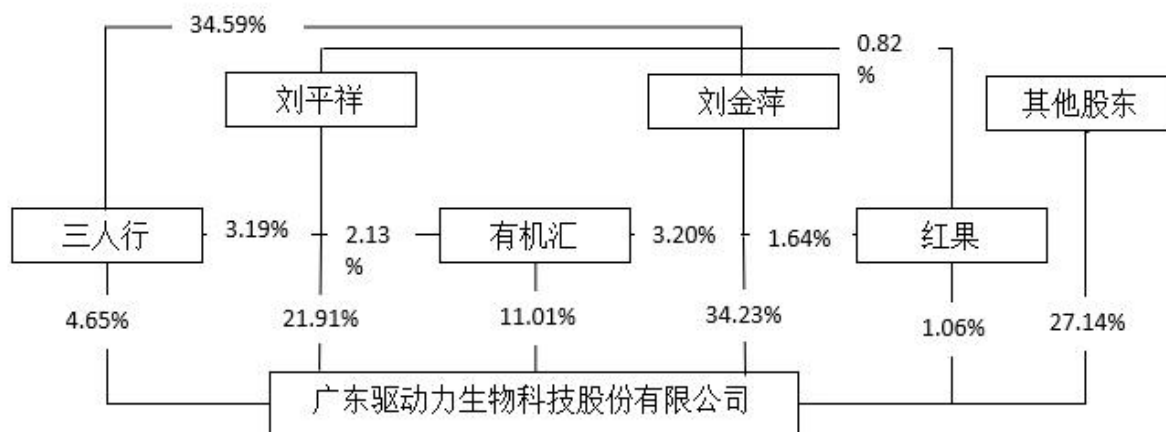 34.59%
0.82
%
刘平祥
刘金萍
其他股东
三人行
3.19%
2.13
%
有机汇
3.20%
1.64%
红果
4.65%
21.91%
11.01%
34.23%
1.06%
27.14%
广东驱动力生物科技股份有限公司